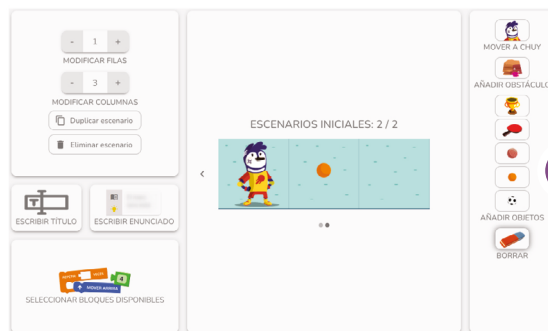 - 1 +
MODIFICAR FILAS
- 3 +
MODIFICAR COLUMNAS
Duplicar escenario
Eliminar escenario
ESCRIBIR TÍTULO
ESCRIBIR ENUNCIADO
4
MOVER ARRIBA
SELECCIONAR BLOQUES DISPONIBLES
ESCENARIOS INICIALES: 2 / 2
MOVER A CHUY
AÑADIR OBSTÁCULO
AÑADIR OBJETOS
BORRAR